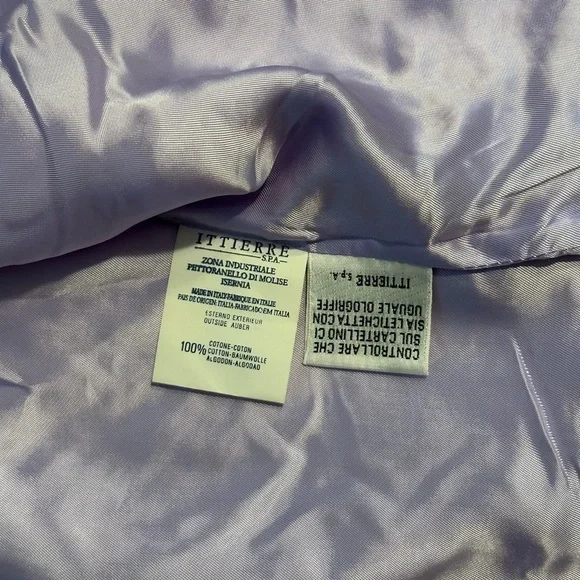 ITTIERRE
S.P.A.
ZONA INDUSTRIALE
PETTORANELLO DI MOLISE
ISERNIA
MADE IN ITALY-FABRIQUE EN ITALIE
PAIS DE ORIGEN: ITALIA-FABRICADO EM ITALIA
ESTERNO EXTERIEUR
OUTSIDE AUBER
COTONE-COTON
100% COTTON-BAUMWOLLE
ALGODON-ALGODAO
CONTROLLARE CHE
SUL CARTELLINO CI
SIA L'ETICHETTA CON
USUALE OLOGRIFFE
ITTIERRE S.P.A.